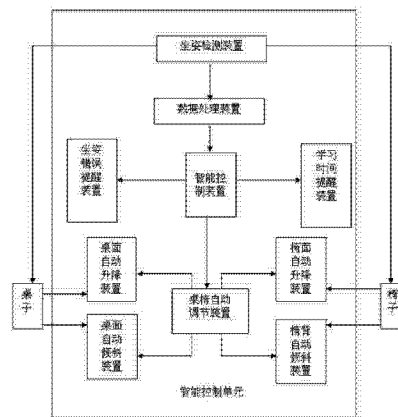 坐姿检测装置
数据处理装置
坐姿
错误
提醒
装置
智能控
制装置
学习
时间
提醒
装置
桌面
自动
升降
装置
椅面
自动
升降
装置
桌子
桌椅自动
调节装置
椅子
桌面
自动
倾斜
装置
椅背
自动
倾斜
装置
智能控制单元